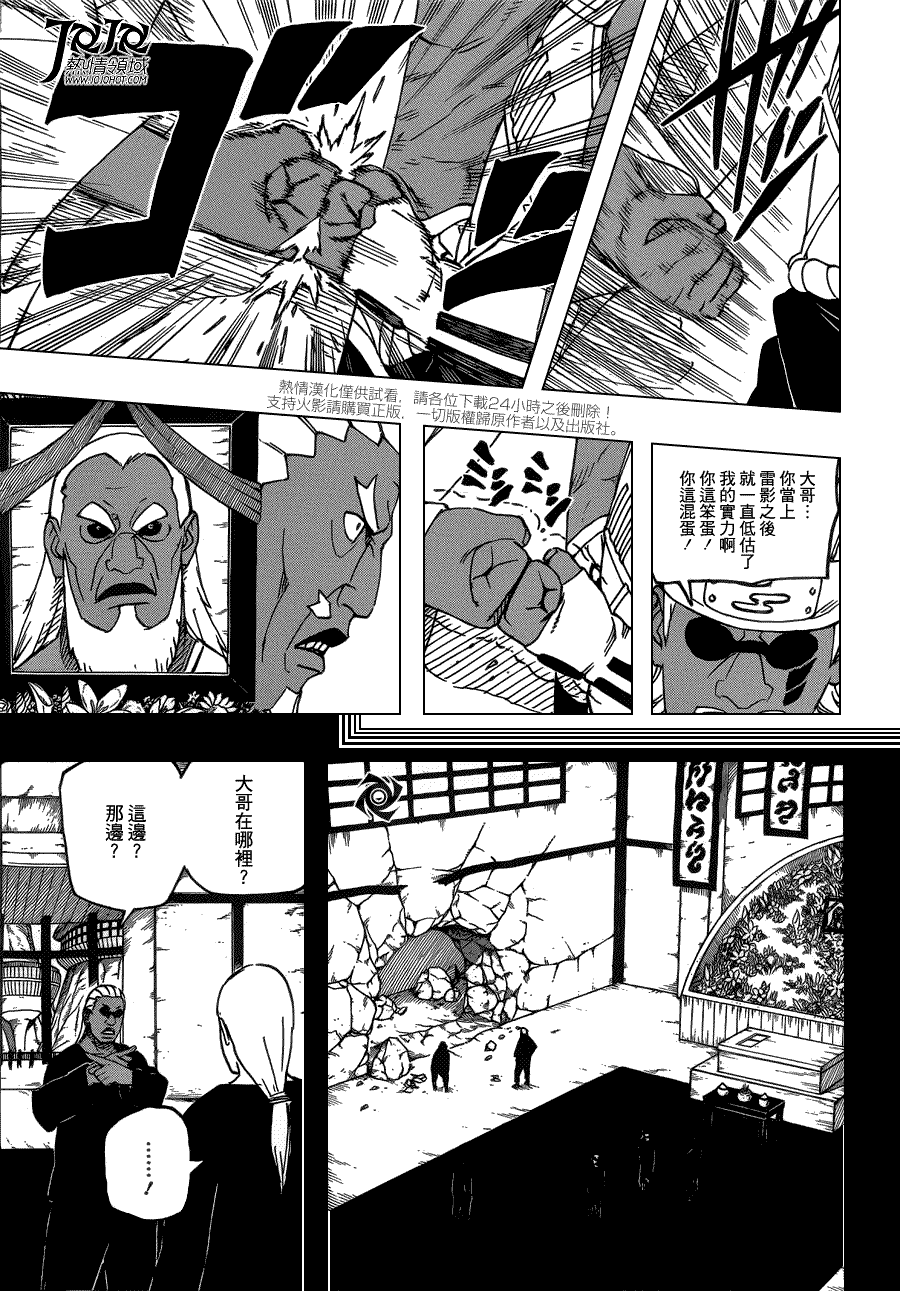 JOJO
熱情領域
WWW.JOJOHOT.COM
ゴッ
熱情漢化僅供試看，請各位下載24小時之後刪除！
支持火影請購買正版，一切版權歸原作者以及出版社。
大哥…
你當上
雷影之後
就一直低估了
我的實力啊
你這笨蛋！
你這混蛋！
大哥在哪裡？
這邊？
那邊？
……！